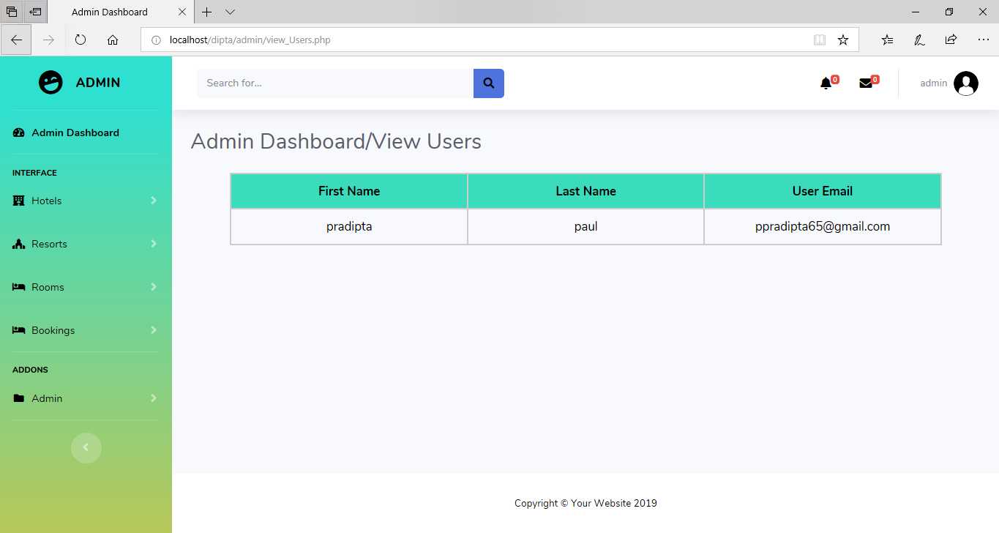 Admin Dashboard
localhost/dipta/admin/view_Users.php
ADMIN
Search for...
0
0
admin
Admin Dashboard
INTERFACE
Hotels
Resorts
Rooms
Bookings
ADDONS
Admin
Admin Dashboard/View Users
First Name Last Name User Email
pradipta paul ppradipta65@gmail.com
Copyright © Your Website 2019